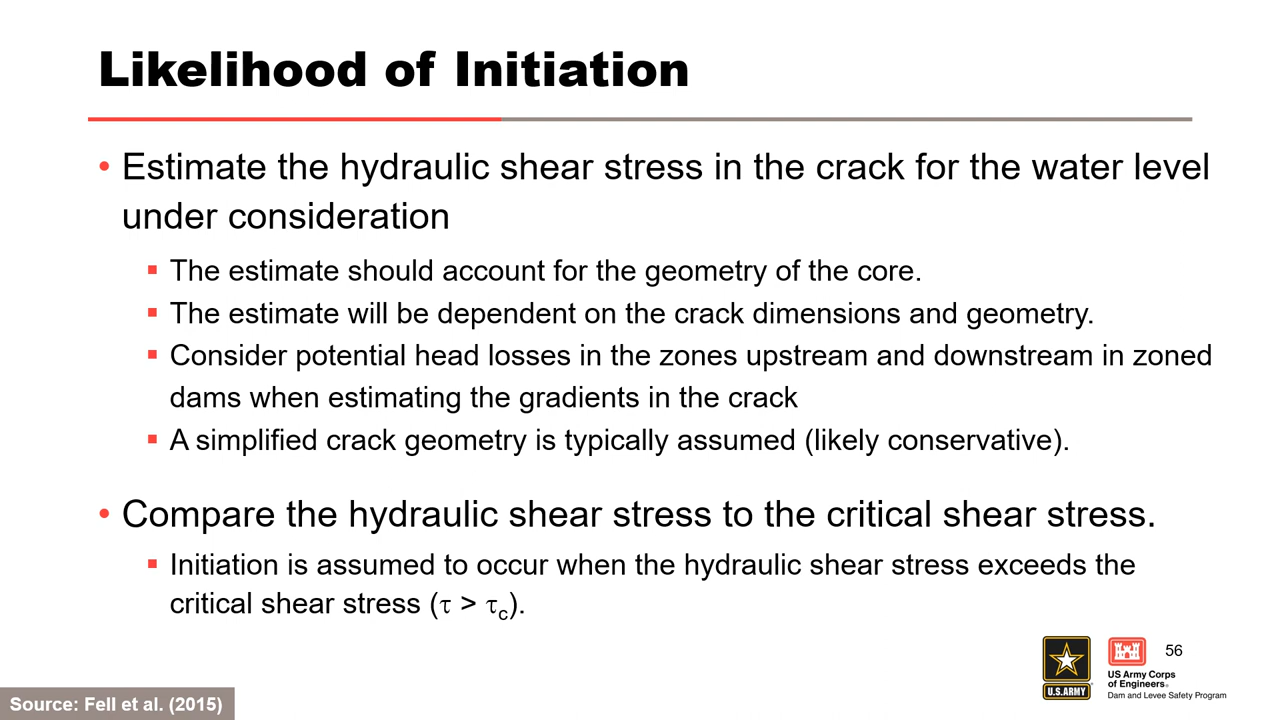 Likelihood of Initiation
• Estimate the hydraulic shear stress in the crack for the water level
under consideration
▪ The estimate should account for the geometry of the core.
▪ The estimate will be dependent on the crack dimensions and geometry.
▪ Consider potential head losses in the zones upstream and downstream in zoned
dams when estimating the gradients in the crack
▪ A simplified crack geometry is typically assumed (likely conservative).
• Compare the hydraulic shear stress to the critical shear stress.
▪ Initiation is assumed to occur when the hydraulic shear stress exceeds the
critical shear stress (τ > τc).
56
U.S.ARMY
US Army Corps
of Engineers®
Dam and Levee Safety Program
Source: Fell et al. (2015)